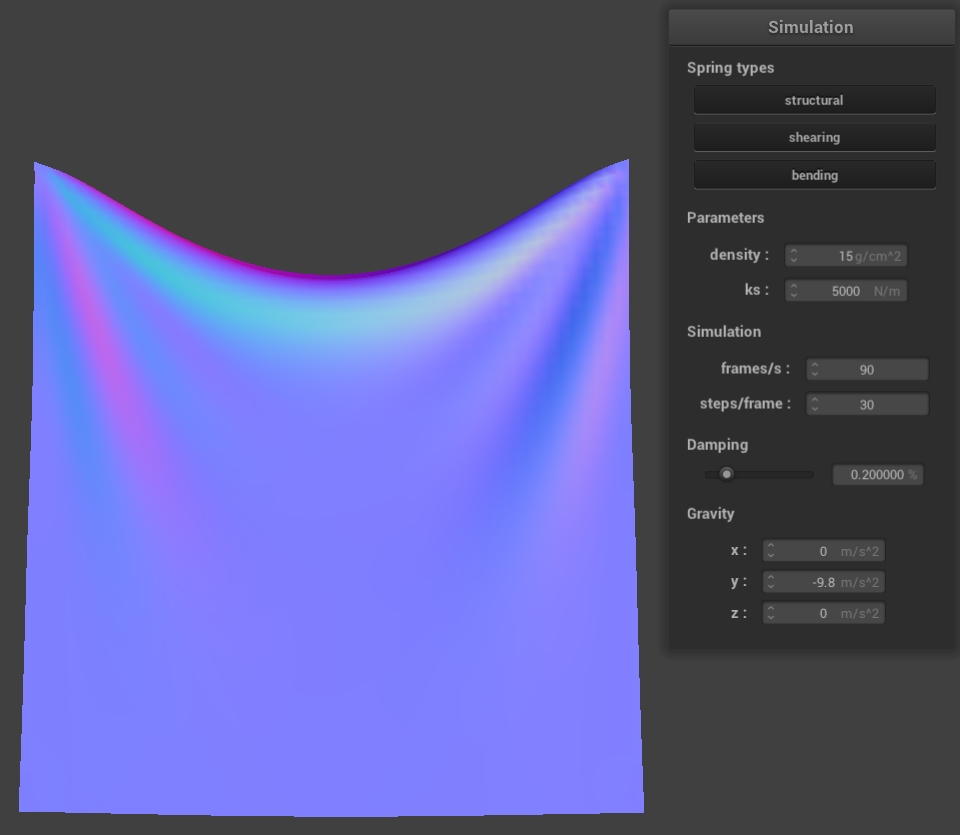 Simulation
Spring types
structural
shearing
bending
Parameters
density : 15 g/cm^2
ks : 5000 N/m
Simulation
frames/s : 90
steps/frame : 30
Damping
0.200000 %
Gravity
x : 0 m/s^2
y : -9.8 m/s^2
z : 0 m/s^2